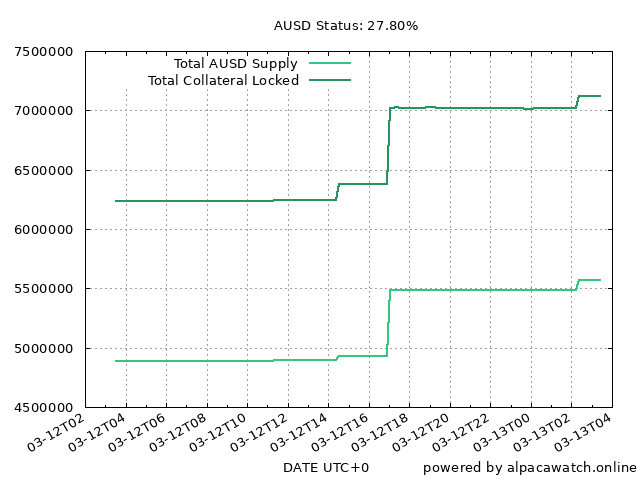 AUSD Status: 27.80%
Total AUSD Supply
Total Collateral Locked
7500000
7000000
6500000
6000000
5500000
5000000
4500000
03-12T02
03-12T04
03-12T06
03-12T08
03-12T10
03-12T12
03-12T14
03-12T16
03-12T18
03-12T20
03-12T22
03-13T00
03-13T02
03-13T04
DATE UTC+0
powered by alpacawatch.online